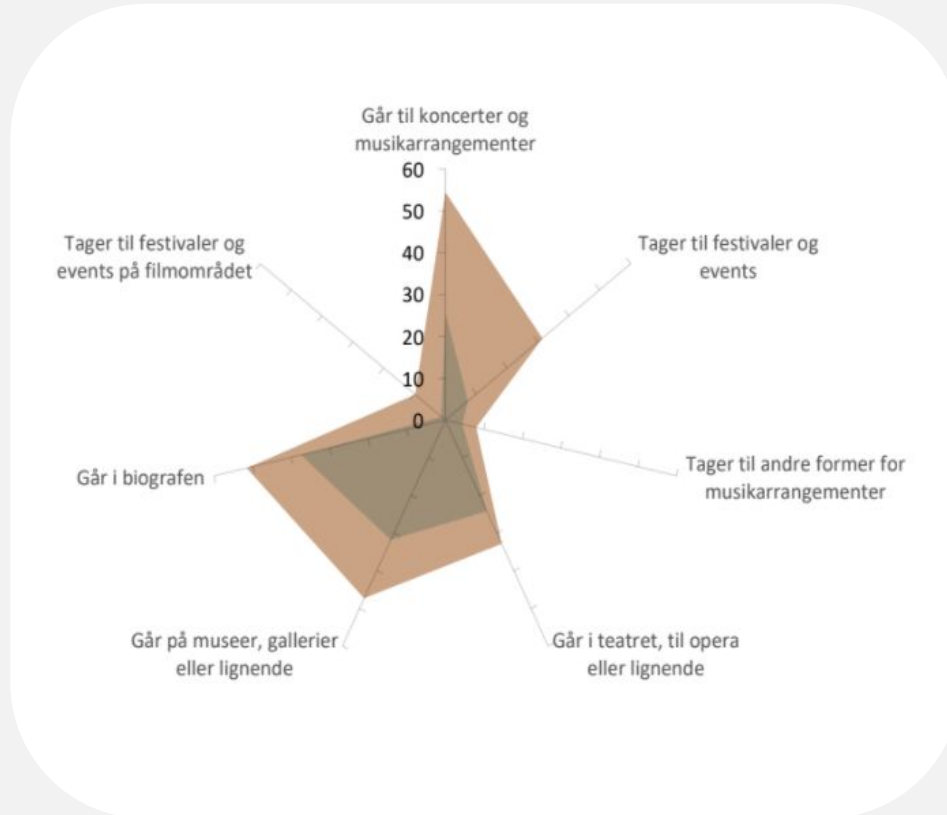 Går til koncerter og
musikarrangementer
60
50
40
30
20
10
0
Tager til festivaler og
events
Tager til andre former for
musikarrangementer
Går i teatret, til opera
eller lignende
Går på museer, gallerier
eller lignende
Går i biografen
Tager til festivaler og
events på filmområdet